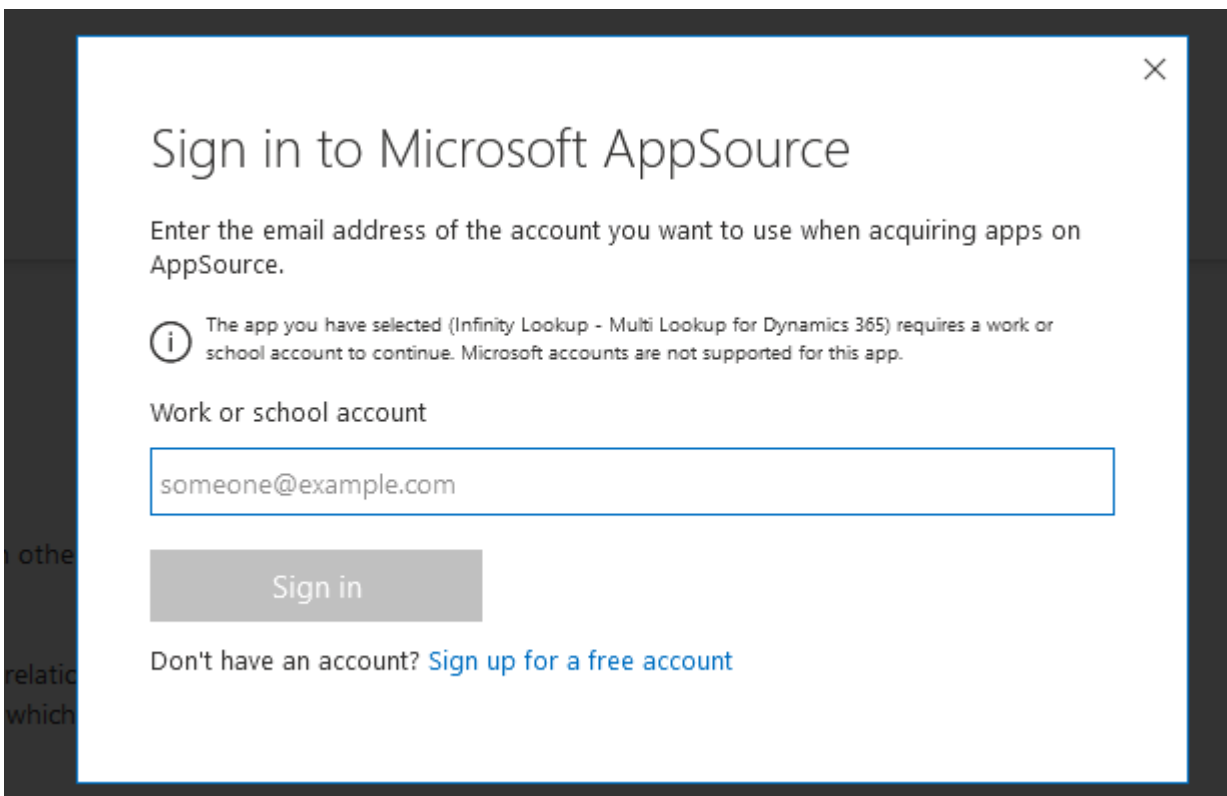 Sign in to Microsoft AppSource
Enter the email address of the account you want to use when acquiring apps on
AppSource.
The app you have selected (Infinity Lookup - Multi Lookup for Dynamics 365) requires a work or
school account to continue. Microsoft accounts are not supported for this app.
Work or school account
someone@example.com
n othe
Sign in
Don't have an account? Sign up for a free account
relatio
which